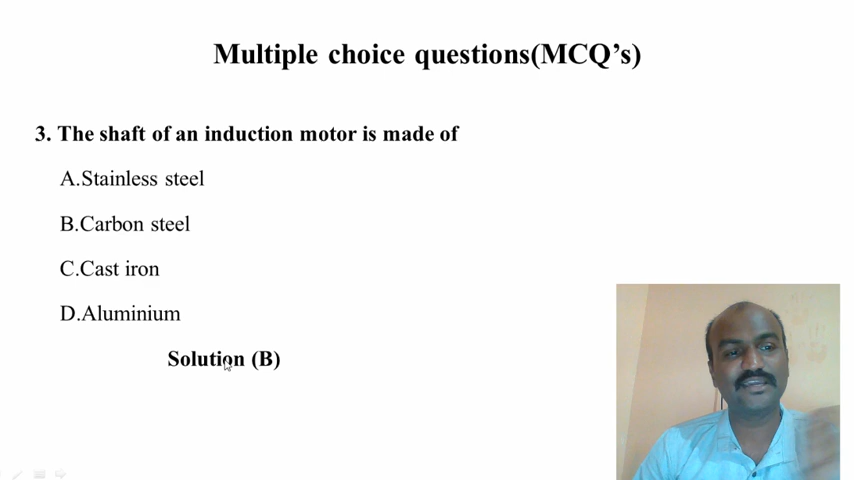 Multiple choice questions(MCQ’s)
3. The shaft of an induction motor is made of
A.Stainless steel
B.Carbon steel
C.Cast iron
D.Aluminium
Solution (B)